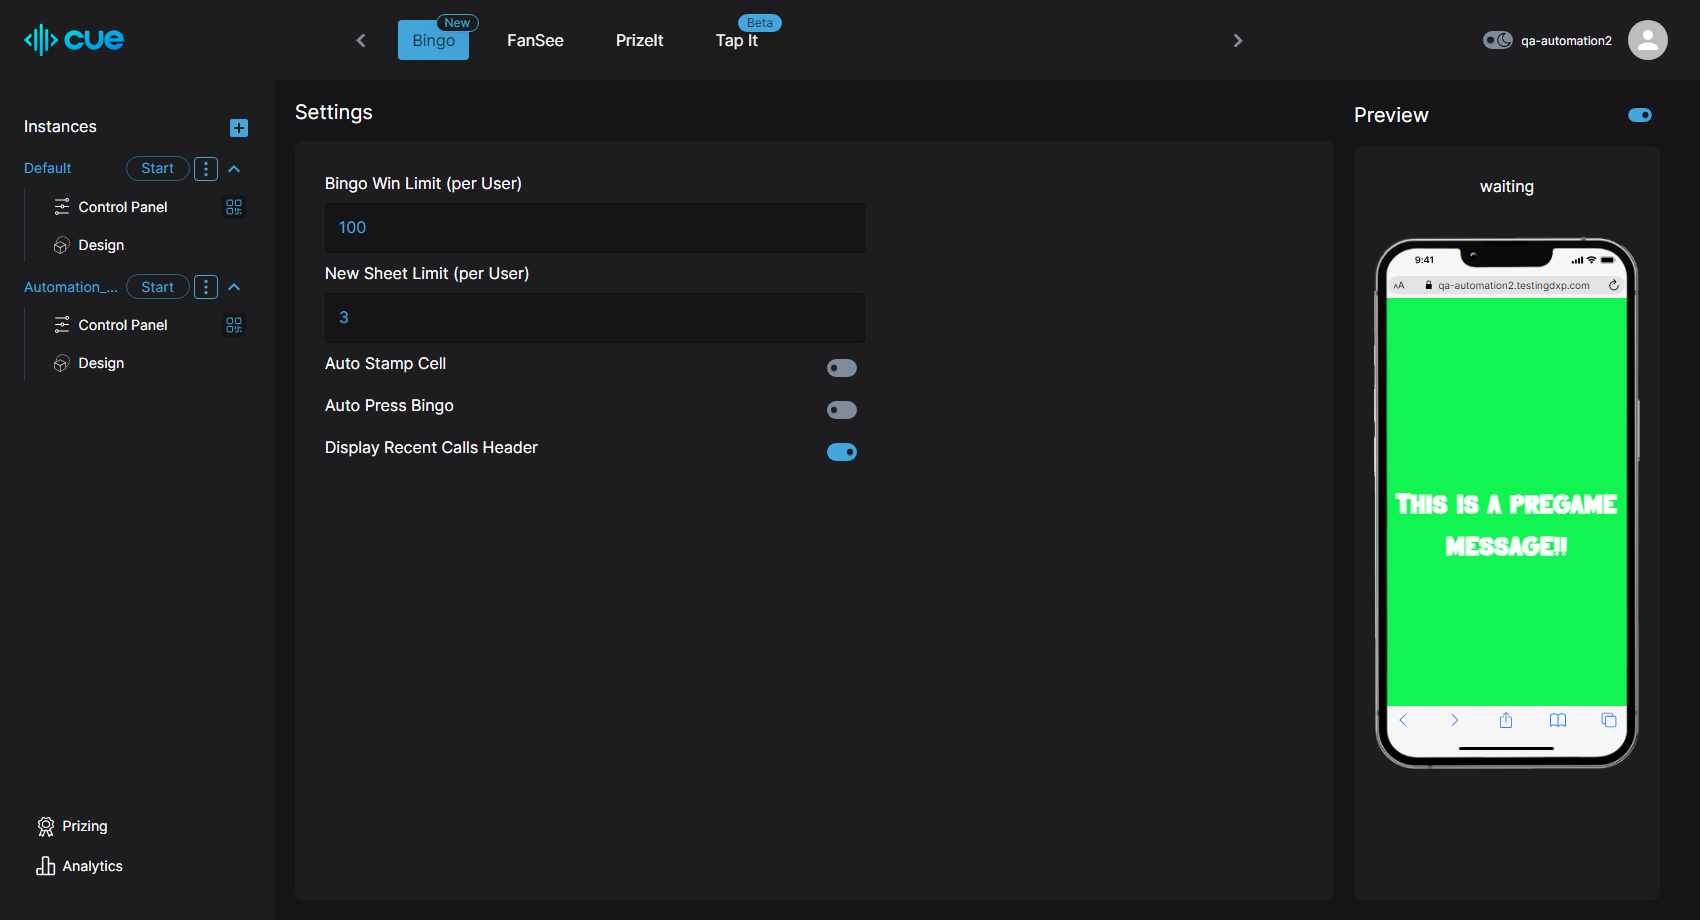 cue
Bingo
New
FanSee
PrizeIt
Tap It
Beta
qa-automation2
Instances
Default
Start
Control Panel
Design
Automation_...
Start
Control Panel
Design
Prizing
Analytics
Settings
Bingo Win Limit (per User)
100
New Sheet Limit (per User)
3
Auto Stamp Cell
Auto Press Bingo
Display Recent Calls Header
Preview
waiting
9:41
AA qa-automation2.testingdxp.com
THIS IS A PREGAME
MESSAGE!!